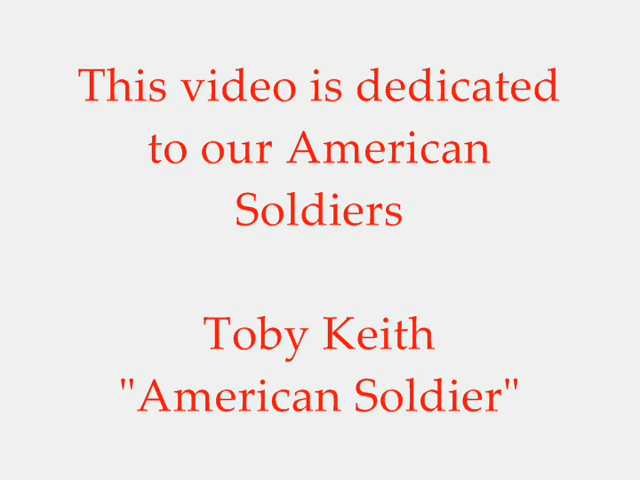 This video is dedicated
to our American
Soldiers
Toby Keith
"American Soldier"